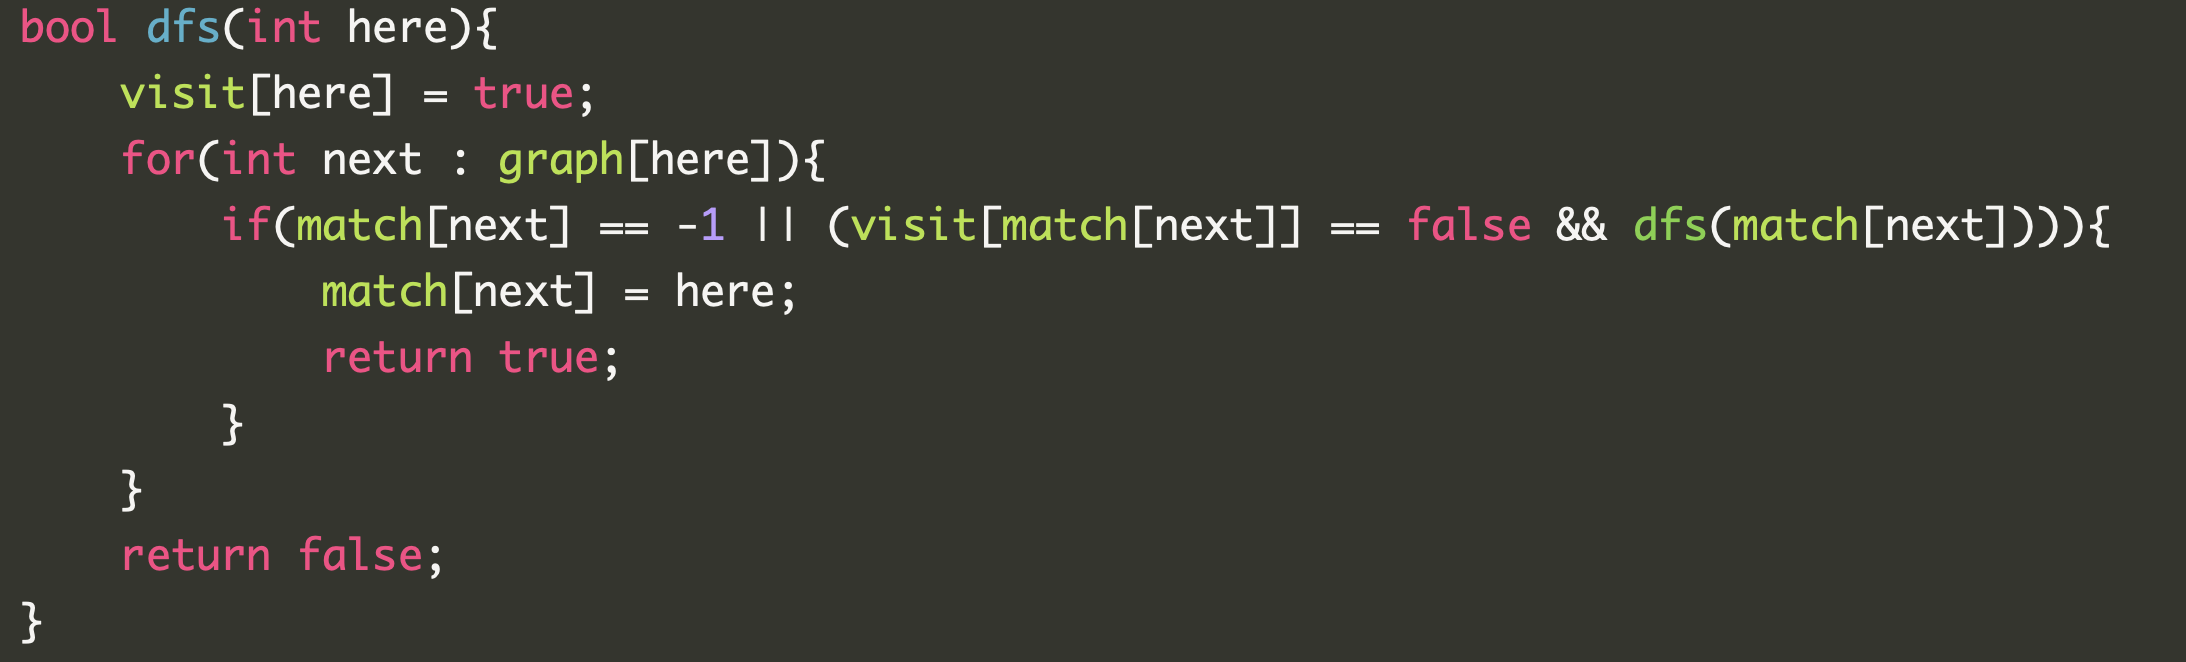 bool dfs(int here){
    visit[here] = true;
    for(int next : graph[here]){
        if(match[next] == -1 || (visit[match[next]] == false && dfs(match[next]))){
            match[next] = here;
            return true;
        }
    }
    return false;
}